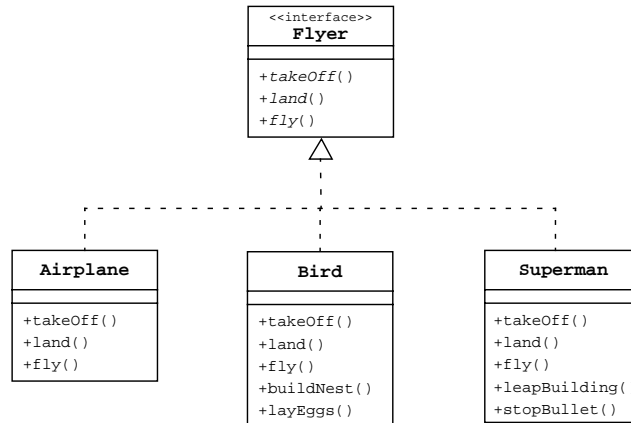 <<interface>>
Flyer
+takeOff()
+land()
+fly()
Airplane
+takeOff()
+land()
+fly()
Bird
+takeOff()
+land()
+fly()
+buildNest()
+layEggs()
Superman
+takeOff()
+land()
+fly()
+leapBuilding(
+stopBullet()